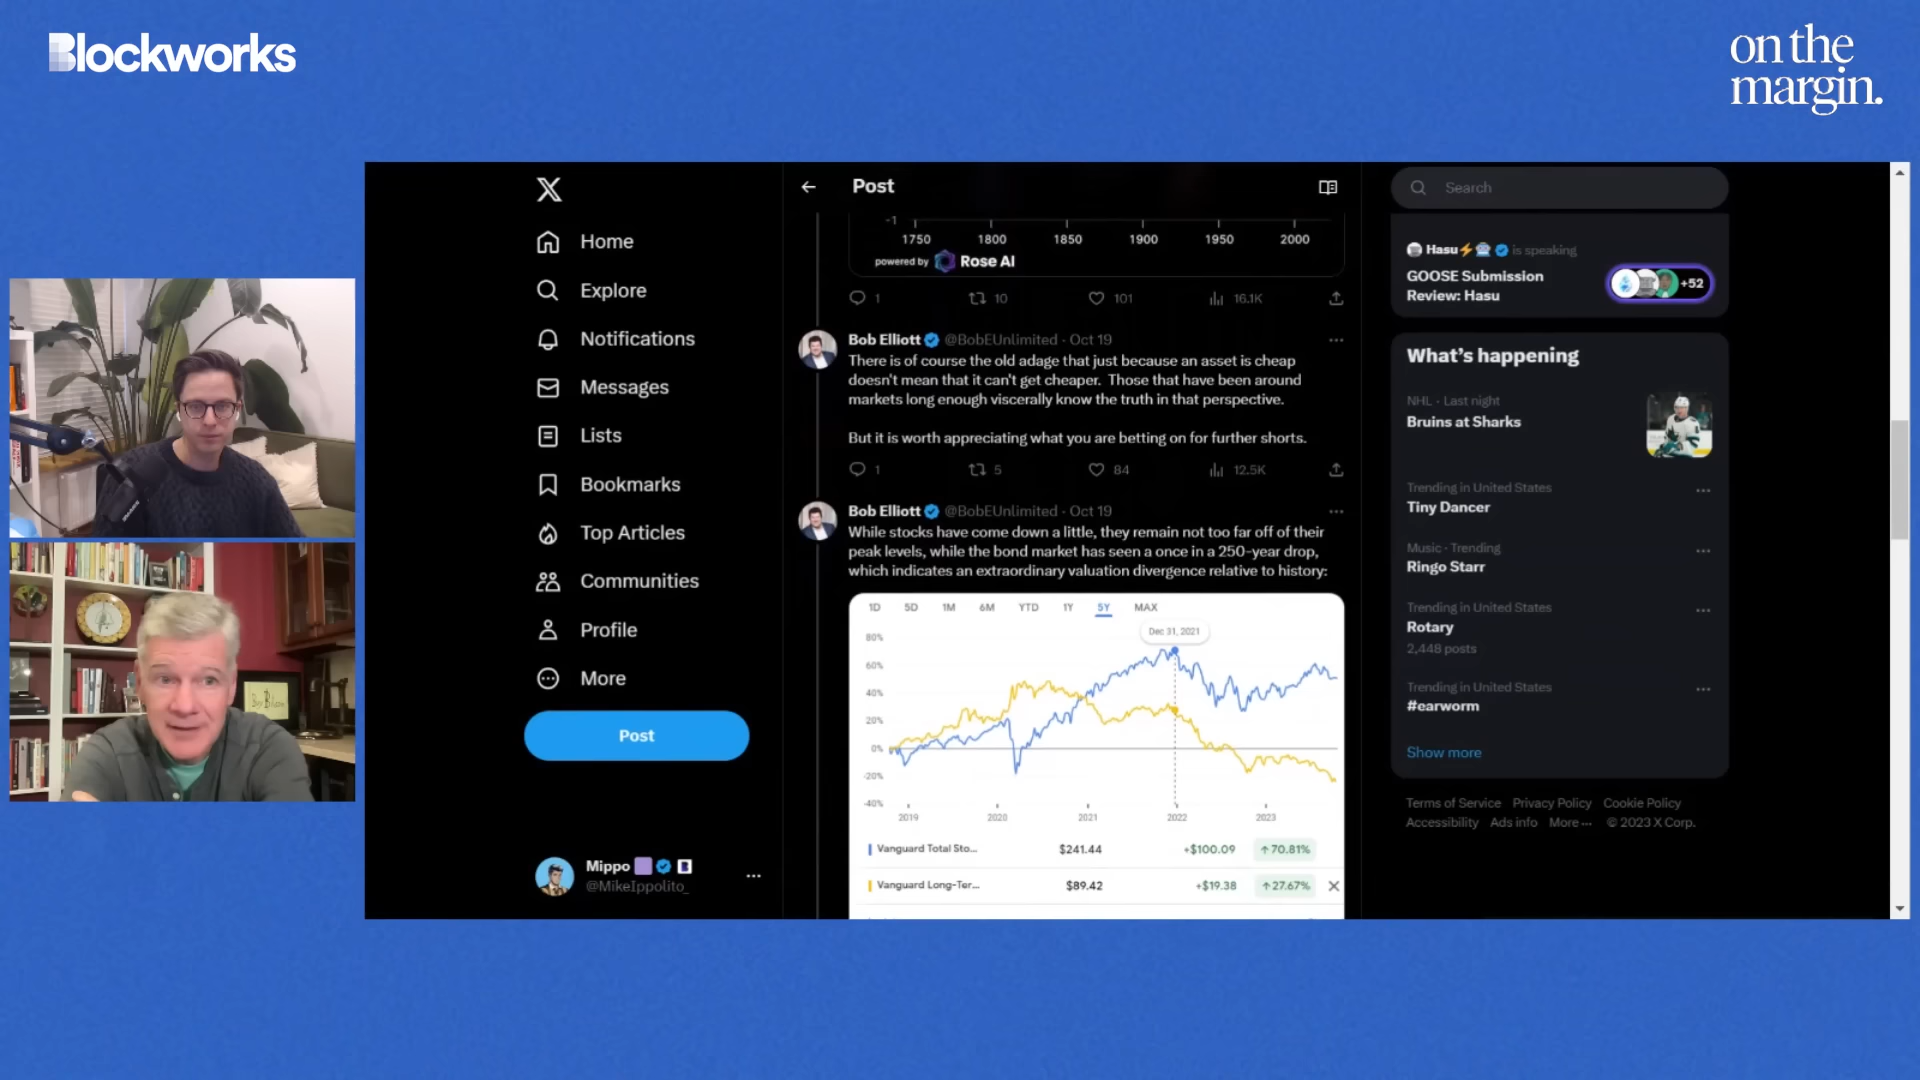 Blockworks
on the
margin.
Home
Explore
Notifications
Messages
Lists
Bookmarks
Top Articles
Communities
Profile
More
Post
Mippo
@MikeIppolito_
Post
-1
1750 1800 1850 1900 1950 2000
powered by Rose AI
1 10 101 16.1K
Bob Elliott @BobEUnlimited · Oct 19
There is of course the old adage that just because an asset is cheap
doesn't mean that it can't get cheaper. Those that have been around
markets long enough viscerally know the truth in that perspective.
But it is worth appreciating what you are betting on for further shorts.
1 5 84 12.5K
Bob Elliott @BobEUnlimited · Oct 19
While stocks have come down a little, they remain not too far off of their
peak levels, while the bond market has seen a once in a 250-year drop,
which indicates an extraordinary valuation divergence relative to history:
1D 5D 1M 6M YTD 1Y 5Y MAX
Dec 31, 2021
80%
60%
40%
20%
0%
-20%
-40%
2019 2020 2021 2022 2023
Vanguard Total Sto... $241.44 +$100.09 ↑70.81%
Vanguard Long-Ter... $89.42 +$19.38 ↑27.67%
Search
Hasu is speaking
GOOSE Submission
Review: Hasu
+52
What's happening
NHL · Last night
Bruins at Sharks
Trending in United States
Tiny Dancer
Music · Trending
Ringo Starr
Trending in United States
Rotary
2,448 posts
Trending in United States
#earworm
Show more
Terms of Service Privacy Policy Cookie Policy
Accessibility Ads info More ··· © 2023 X Corp.